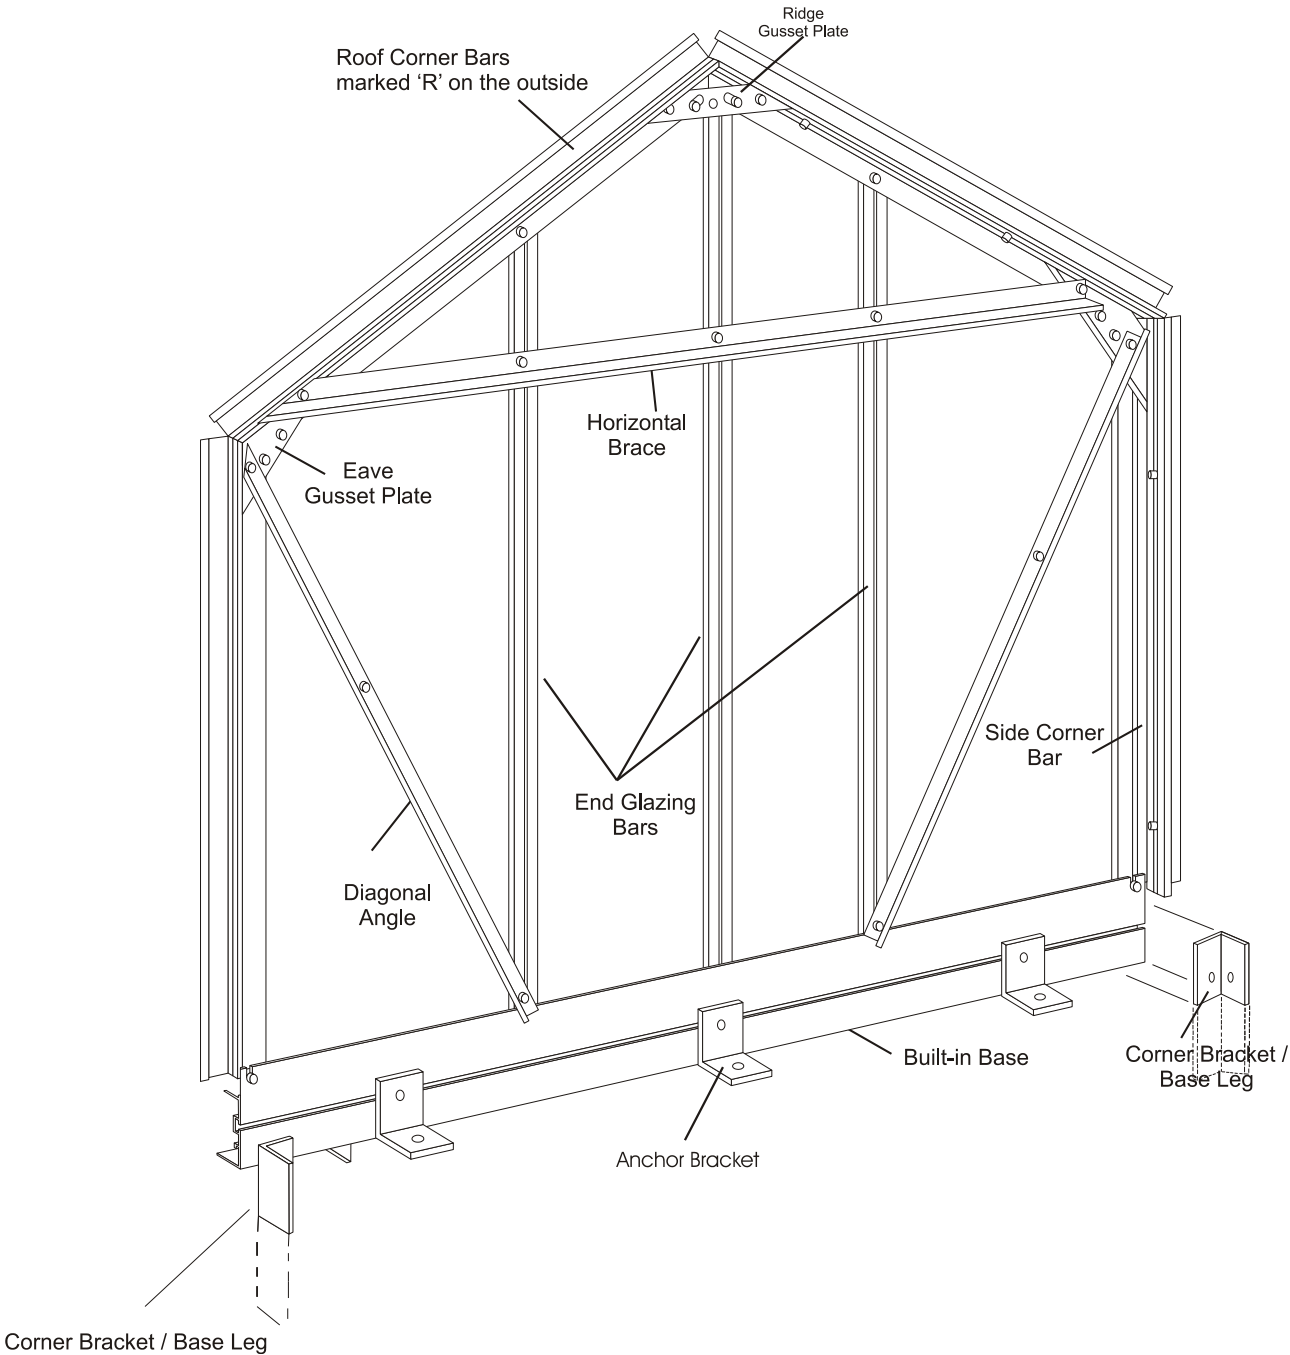 Ridge
Gusset Plate
Roof Corner Bars
marked ‘R’ on the outside
Horizontal
Brace
Eave
Gusset Plate
Side Corner
Bar
End Glazing
Bars
Diagonal
Angle
Built-in Base
Corner Bracket /
Base Leg
Anchor Bracket
Corner Bracket / Base Leg